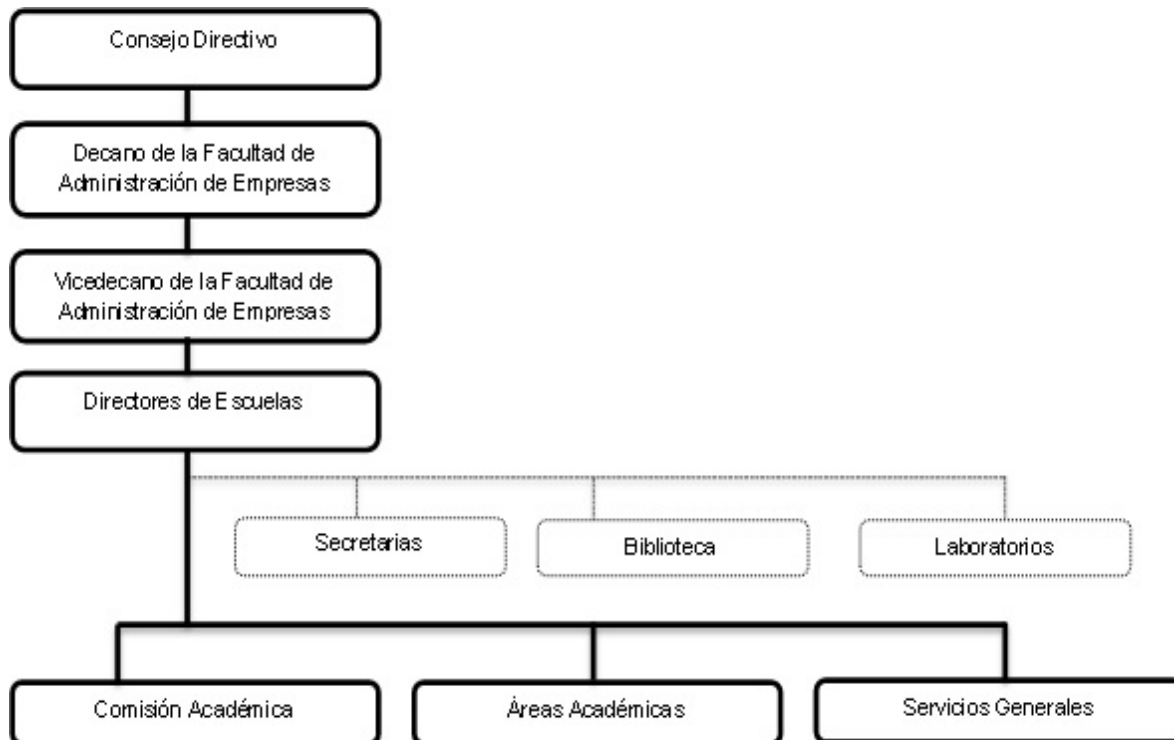 Consejo Directivo
Decano de la Facultad de
Administración de Empresas
Vicedecano de la Facultad de
Administración de Empresas
Directores de Escuelas
Secretarias
Biblioteca
Laboratorios
Comisión Académica
Áreas Académicas
Servicios Generales